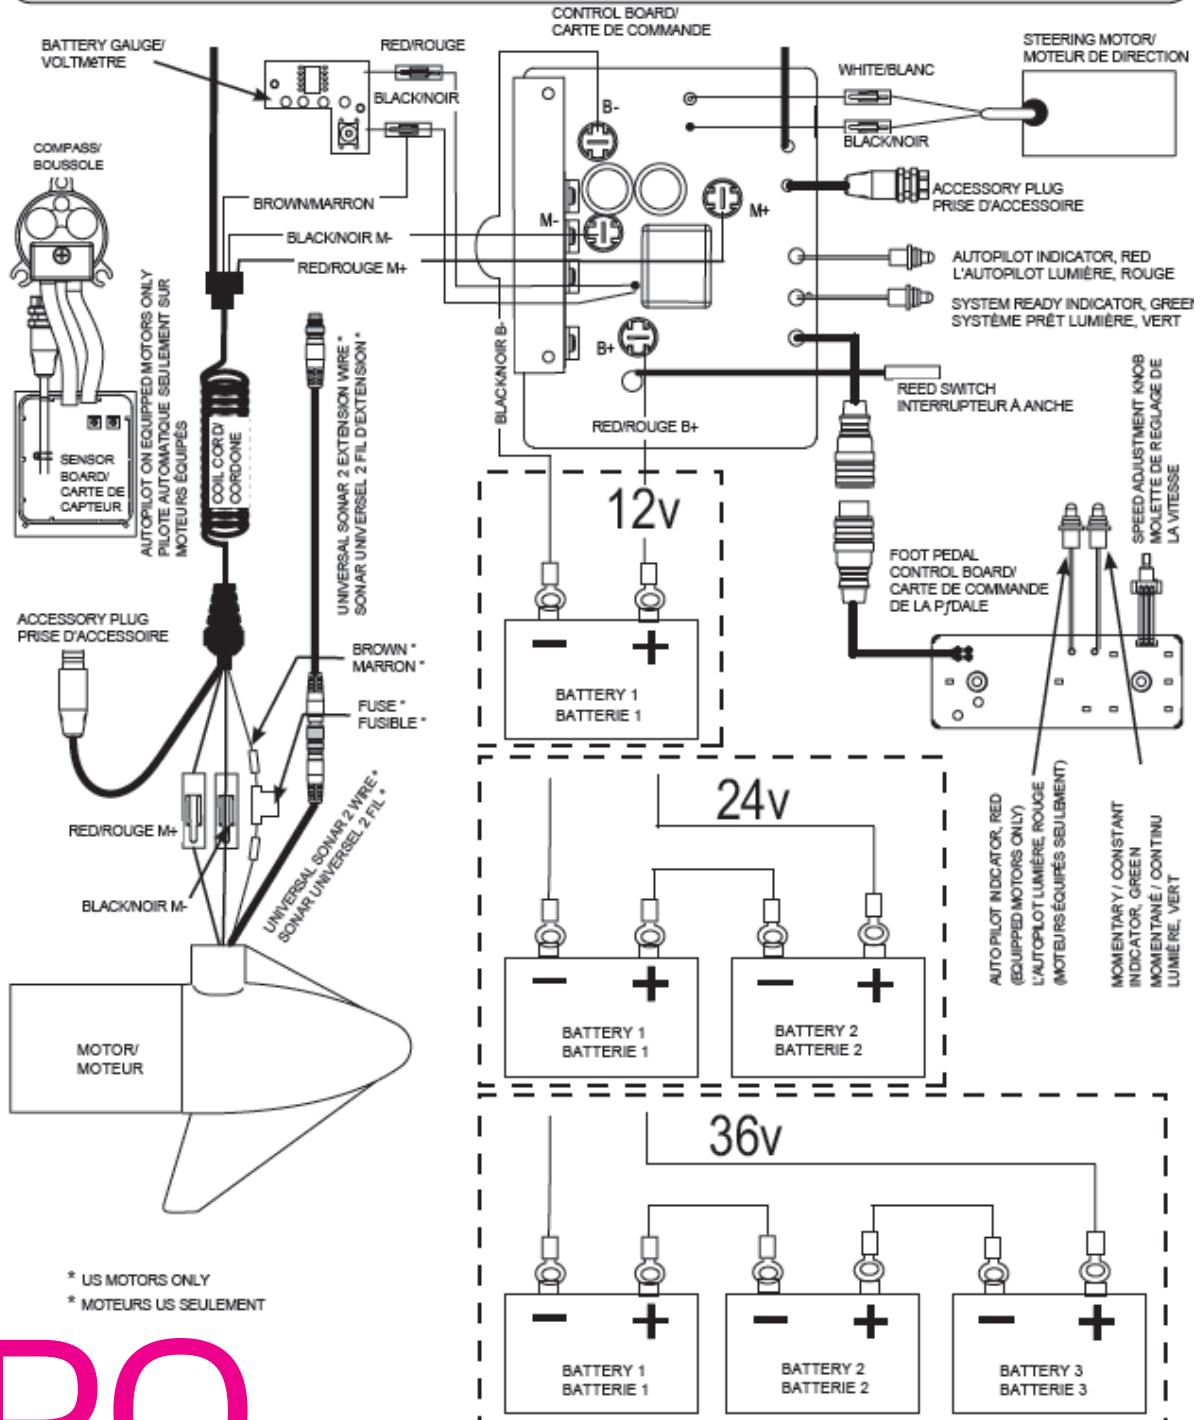 CONTROL BOARD/
CARTE DE COMMANDE
BATTERY GAUGE/
VOLTMéTRE
RED/ROUGE
BLACK/NOIR
STEERING MOTOR/
MOTEUR DE DIRECTION
WHITE/BLANC
BLACK/NOIR
B-
COMPASS/
BOUSSOLE
ACCESSORY PLUG
PRISE D'ACCESSOIRE
BROWN/MARRON
M+
M-
BLACK/NOIR M-
RED/ROUGE M+
AUTOPILOT INDICATOR, RED
L'AUTOPILOT LUMIÈRE, ROUGE
SYSTEM READY INDICATOR, GREEN
SYSTÈME PRÊT LUMIÈRE, VERT
AUTOPILOT ON EQUIPPED MOTORS ONLY
PILOTE AUTOMATIQUE SEULEMENT SUR
MOTEURS ÉQUIPÉS
UNIVERSAL SONAR 2 EXTENSION WIRE *
SONAR UNIVERSEL 2 FIL D'EXTENSION *
BLACK/NOIR B-
B+
REED SWITCH
INTERRUPTEUR À ANCHE
RED/ROUGE B+
SPEED ADJUSTMENT KNOB
MOLETTE DE REGLAGE DE
LA VITESSE
COIL CORD/
CORDONE
SENSOR
BOARD/
CARTE DE
CAPTEUR
12v
FOOT PEDAL
CONTROL BOARD/
CARTE DE COMMANDE
DE LA PƒDALE
ACCESSORY PLUG
PRISE D'ACCESSOIRE
BROWN *
MARRON *
FUSE *
FUSIBLE *
− +
BATTERY 1
BATTERIE 1
RED/ROUGE M+
BLACK/NOIR M-
UNIVERSAL SONAR 2 WIRE *
SONAR UNIVERSEL 2 FIL *
24v
AUTO PILOT INDICATOR, RED
(EQUIPPED MOTORS ONLY)
L'AUTOPILOT LUMIÈRE, ROUGE
(MOTEURS ÉQUIPÉS SEULEMENT)
MOMENTARY / CONSTANT
INDICATOR, GREEN
MOMENTANÉ / CONTINU
LUMIÈRE, VERT
− + − +
BATTERY 1
BATTERIE 1
BATTERY 2
BATTERIE 2
MOTOR/
MOTEUR
36v
* US MOTORS ONLY
* MOTEURS US SEULEMENT
− + − + − +
BATTERY 1
BATTERIE 1
BATTERY 2
BATTERIE 2
BATTERY 3
BATTERIE 3